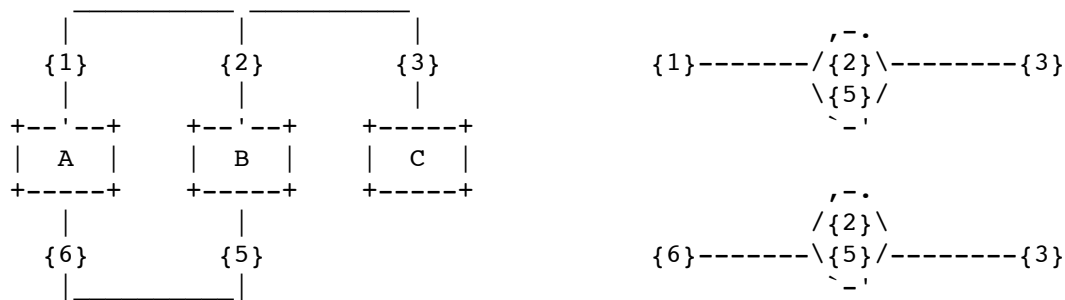 {1} {2} {3} {1}-------/{2}\--------{3}
\{5}/
A B C
/{2}\
{6} {5} {6}-------\{5}/--------{3}